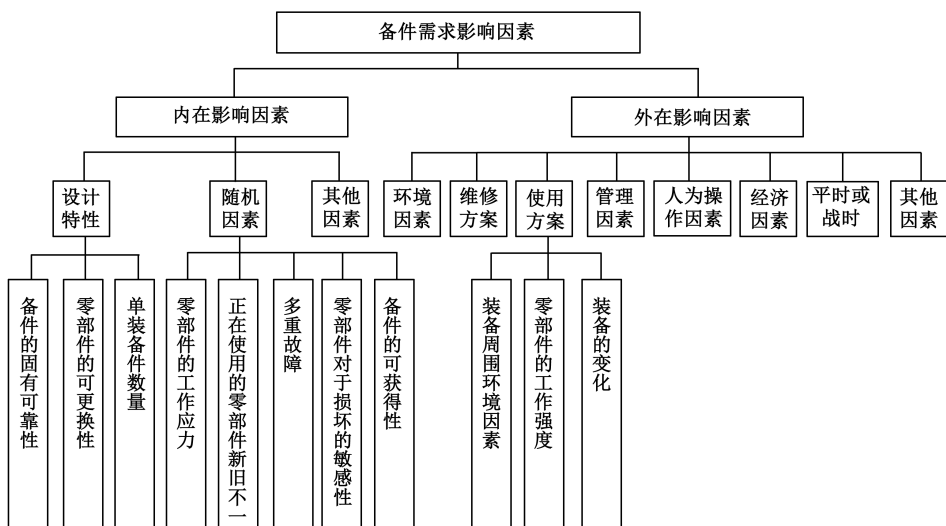 备件需求影响因素
内在影响因素
外在影响因素
设计
特性
随机
因素
其他
因素
环境
因素
维修
方案
使用
方案
管理
因素
人为操
作因素
经济
因素
平时或
战时
其他
因素
备件的固有可靠性
零部件的可更换性
单装备件数量
零部件的工作应力
正在使用的零部件新旧不一
多重故障
零部件对于损坏的敏感性
备件的可获得性
装备周围环境因素
零部件的工作强度
装备的变化